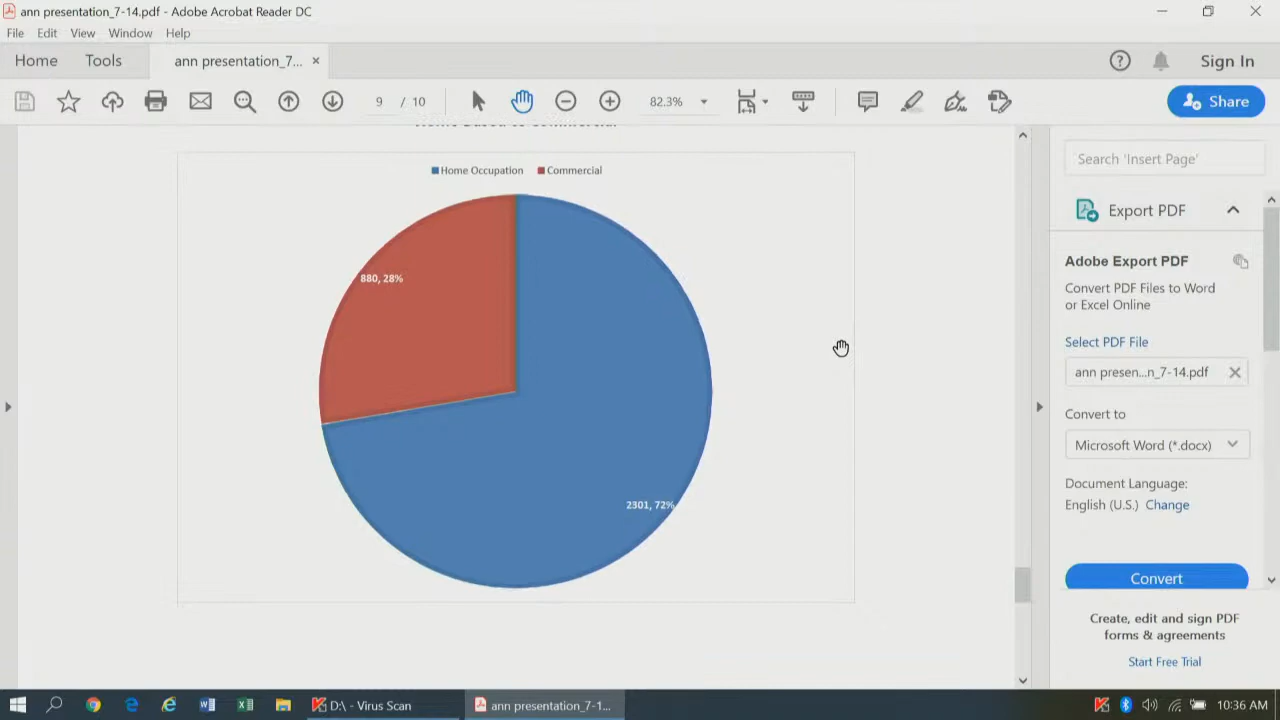 ann presentation_7-14.pdf - Adobe Acrobat Reader DC
File Edit View Window Help
Home Tools ann presentation_7... ×
Sign In
9 / 10 82.3%
Share
Home Based to Commercial
Home Occupation Commercial
880, 28%
2301, 72%
Search 'Insert Page'
Export PDF
Adobe Export PDF
Convert PDF Files to Word
or Excel Online
Select PDF File
ann presen...n_7-14.pdf
Convert to
Microsoft Word (*.docx)
Document Language:
English (U.S.) Change
Convert
Create, edit and sign PDF
forms & agreements
Start Free Trial
D:\ - Virus Scan
ann presentation_7-1...
10:36 AM